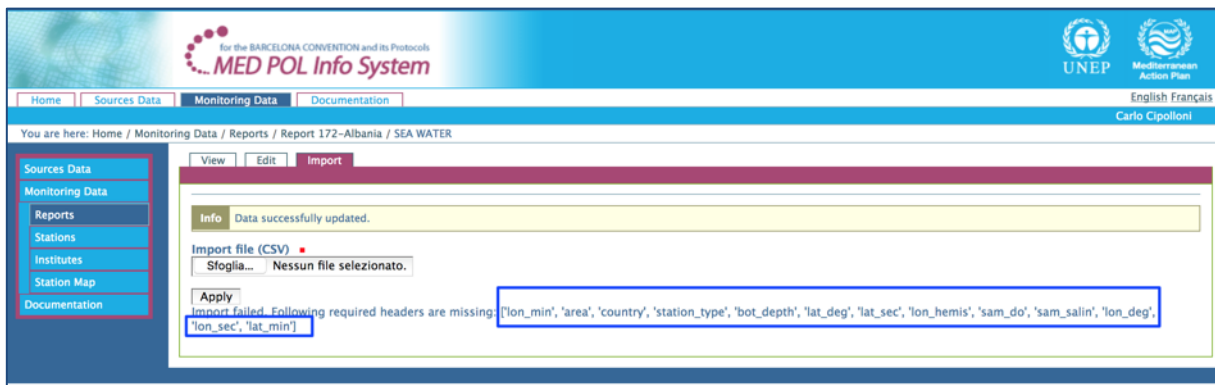 for the BARCELONA CONVENTION and its Protocols
MED POL Info System
UNEP
Mediterranean
Action Plan
Home Sources Data Monitoring Data Documentation
English Français
Carlo Cipolloni
You are here: Home / Monitoring Data / Reports / Report 172-Albania / SEA WATER
Sources Data
Monitoring Data
Reports
Stations
Institutes
Station Map
Documentation
View Edit Import
Info Data successfully updated.
Import file (CSV)
Sfoglia... Nessun file selezionato.
Apply
Import failed. Following required headers are missing: ['lon_min', 'area', 'country', 'station_type', 'bot_depth', 'lat_deg', 'lat_sec', 'lon_hemis', 'sam_do', 'sam_salin', 'lon_deg',
'lon_sec', 'lat_min']